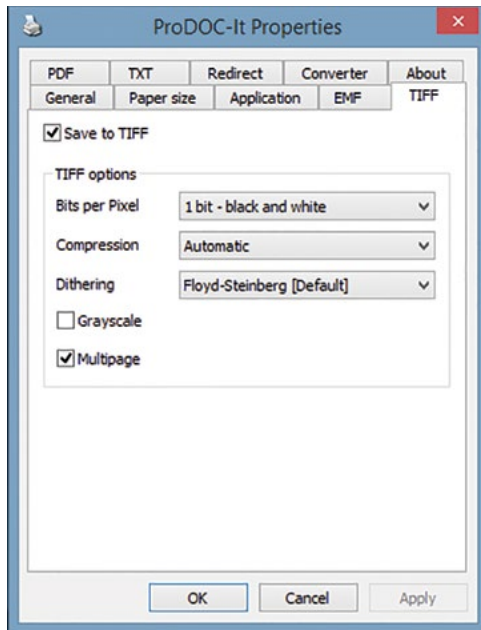 ProDOC-It Properties
PDF TXT Redirect Converter About
General Paper size Application EMF TIFF
Save to TIFF
TIFF options
Bits per Pixel 1 bit - black and white
Compression Automatic
Dithering Floyd-Steinberg [Default]
Grayscale
Multipage
OK Cancel Apply